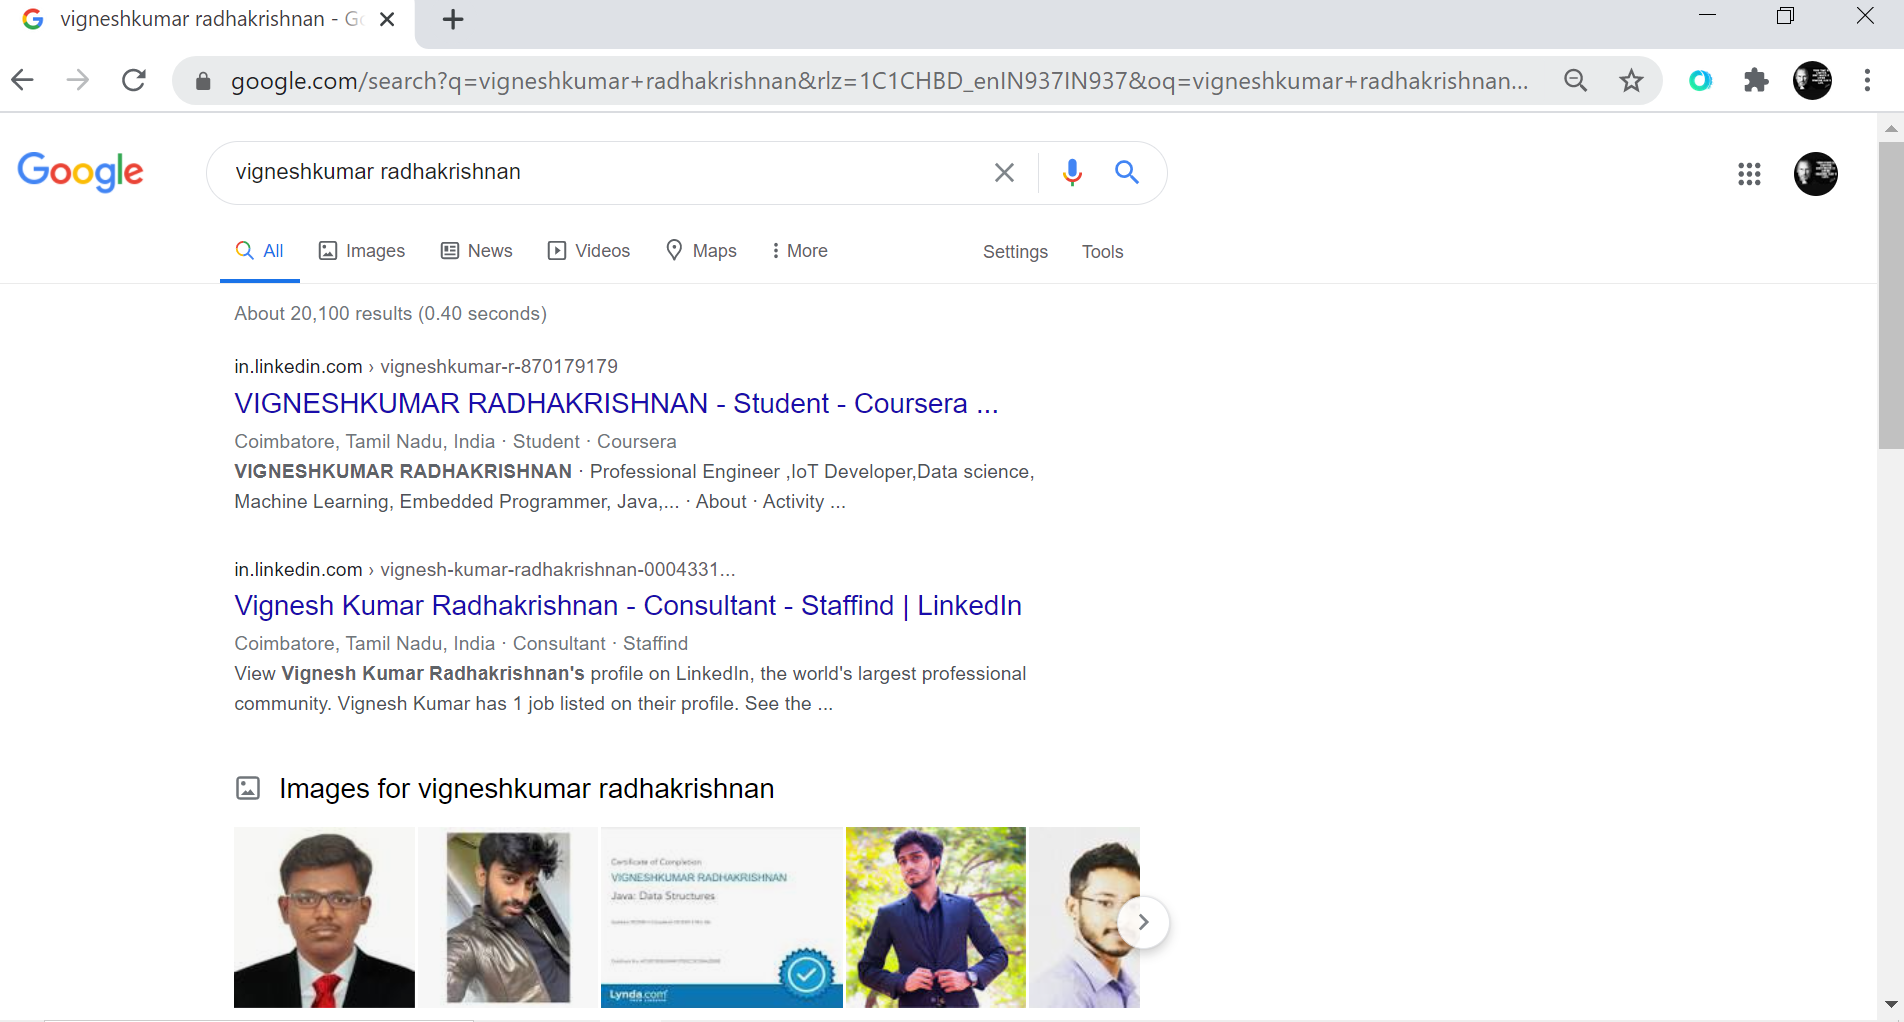 vigneshkumar radhakrishnan - Go
google.com/search?q=vigneshkumar+radhakrishnan&rlz=1C1CHBD_enIN937IN937&oq=vigneshkumar+radhakrishnan...
Google
vigneshkumar radhakrishnan
All Images News Videos Maps More Settings Tools
About 20,100 results (0.40 seconds)
in.linkedin.com › vigneshkumar-r-870179179
VIGNESHKUMAR RADHAKRISHNAN - Student - Coursera ...
Coimbatore, Tamil Nadu, India · Student · Coursera
VIGNESHKUMAR RADHAKRISHNAN · Professional Engineer ,IoT Developer,Data science,
Machine Learning, Embedded Programmer, Java,... · About · Activity ...
in.linkedin.com › vignesh-kumar-radhakrishnan-0004331...
Vignesh Kumar Radhakrishnan - Consultant - Staffind | LinkedIn
Coimbatore, Tamil Nadu, India · Consultant · Staffind
View Vignesh Kumar Radhakrishnan's profile on LinkedIn, the world's largest professional
community. Vignesh Kumar has 1 job listed on their profile. See the ...
Images for vigneshkumar radhakrishnan
Certificate of Completion
VIGNESHKUMAR RADHAKRISHNAN
Java: Data Structures
Lynda.com